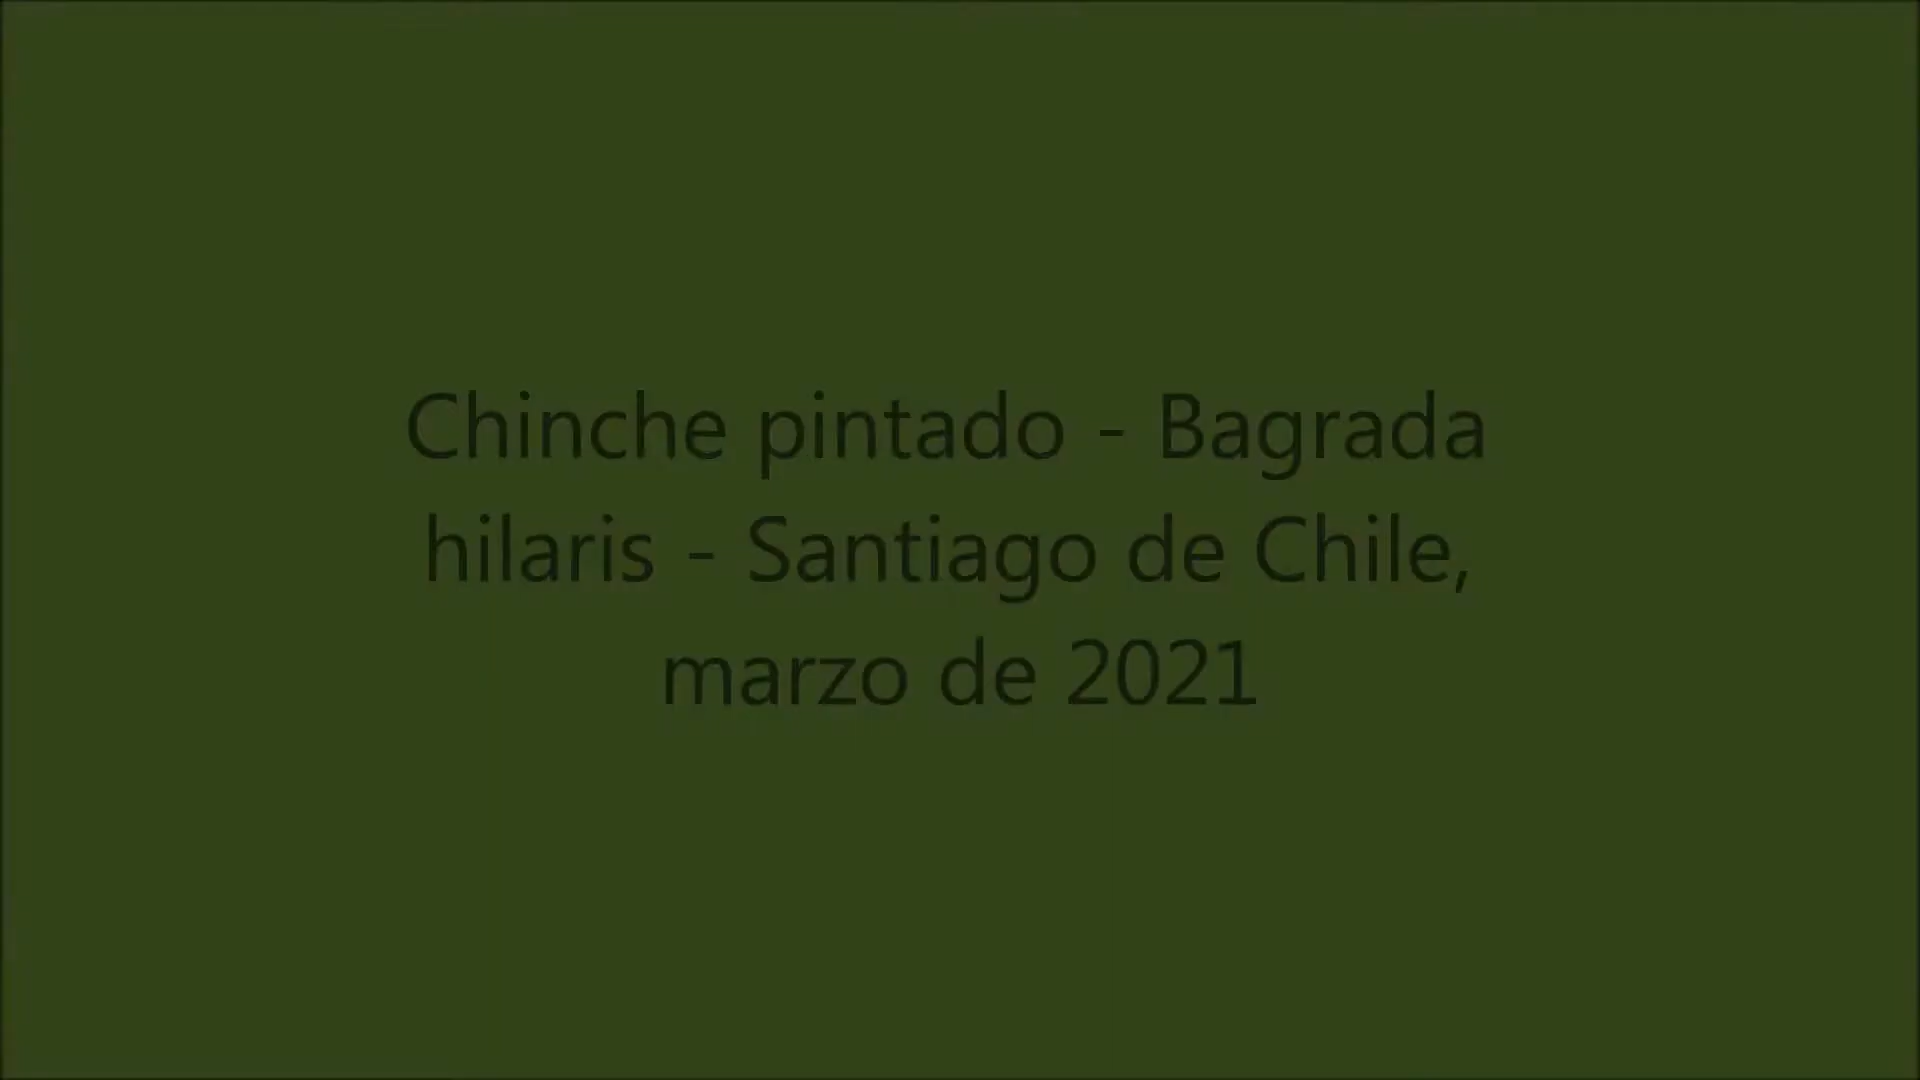 Chinche pintado - Bagrada
hilaris - Santiago de Chile,
marzo de 2021